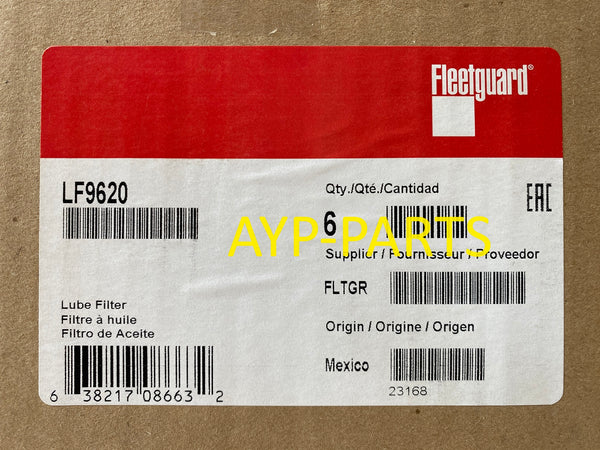 Fleetguard®
LF9620
Qty./Qté./Cantidad
6
EAC
AYP-PARTS
Supplier / Fournisseur / Proveedor
FLTGR
Lube Filter
Filtre à huile
Filtro de Aceite
Origin / Origine / Origen
Mexico
23168
6 38217 08663 2